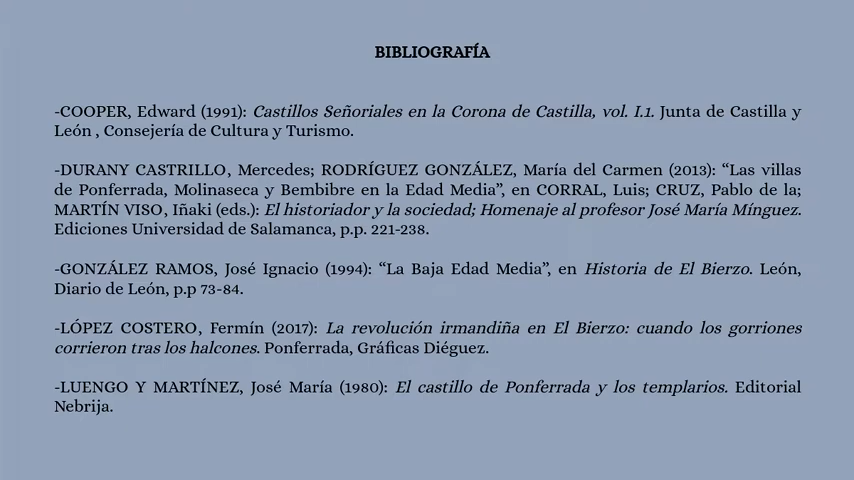 BIBLIOGRAFÍA
-COOPER, Edward (1991): Castillos Señoriales en la Corona de Castilla, vol. I.1. Junta de Castilla y
León , Consejería de Cultura y Turismo.
-DURANY CASTRILLO, Mercedes; RODRÍGUEZ GONZÁLEZ, María del Carmen (2013): “Las villas
de Ponferrada, Molinaseca y Bembibre en la Edad Media”, en CORRAL, Luis; CRUZ, Pablo de la;
MARTÍN VISO, Iñaki (eds.): El historiador y la sociedad; Homenaje al profesor José María Mínguez.
Ediciones Universidad de Salamanca, p.p. 221-238.
-GONZÁLEZ RAMOS, José Ignacio (1994): “La Baja Edad Media”, en Historia de El Bierzo. León,
Diario de León, p.p 73-84.
-LÓPEZ COSTERO, Fermín (2017): La revolución irmandiña en El Bierzo: cuando los gorriones
corrieron tras los halcones. Ponferrada, Gráficas Diéguez.
-LUENGO Y MARTÍNEZ, José María (1980): El castillo de Ponferrada y los templarios. Editorial
Nebrija.